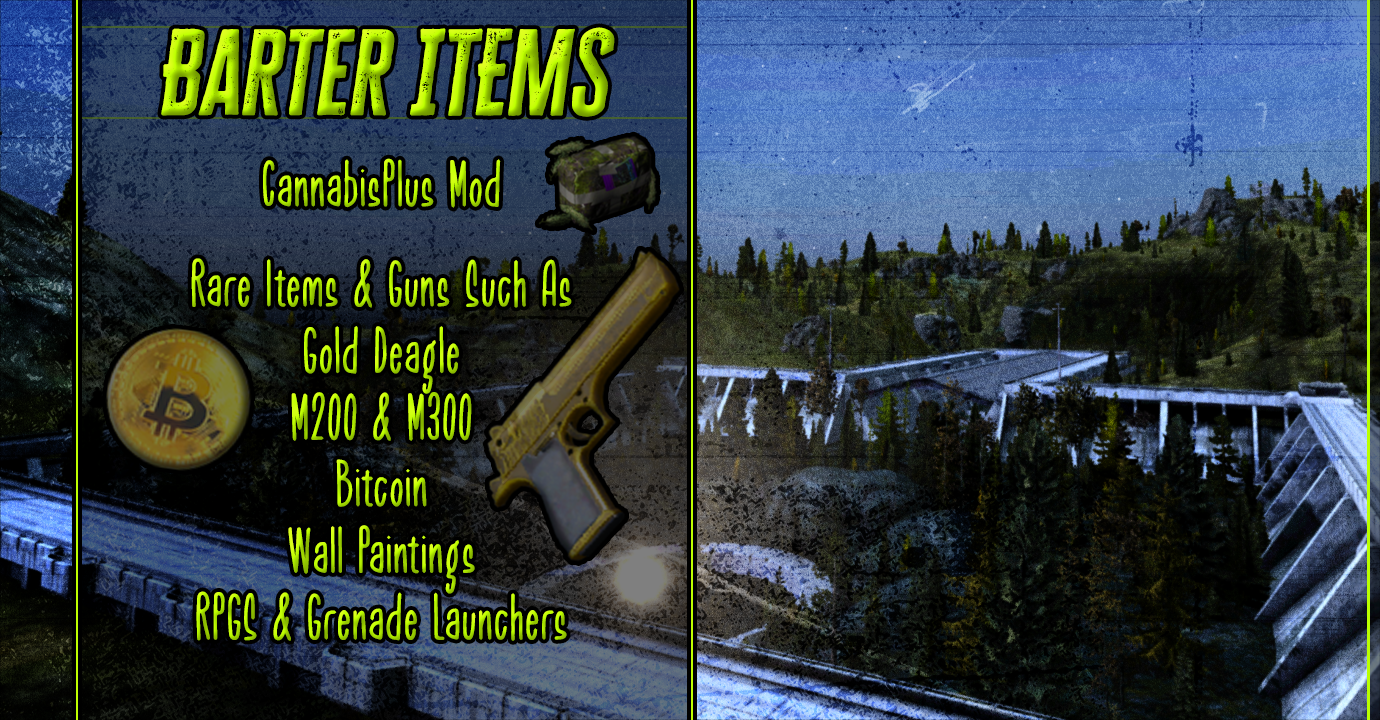 BARTER ITEMS
CannabisPlus Mod
Rare Items & Guns Such As
Gold Deagle
M200 & M300
Bitcoin
Wall Paintings
RPGS & Grenade Launchers